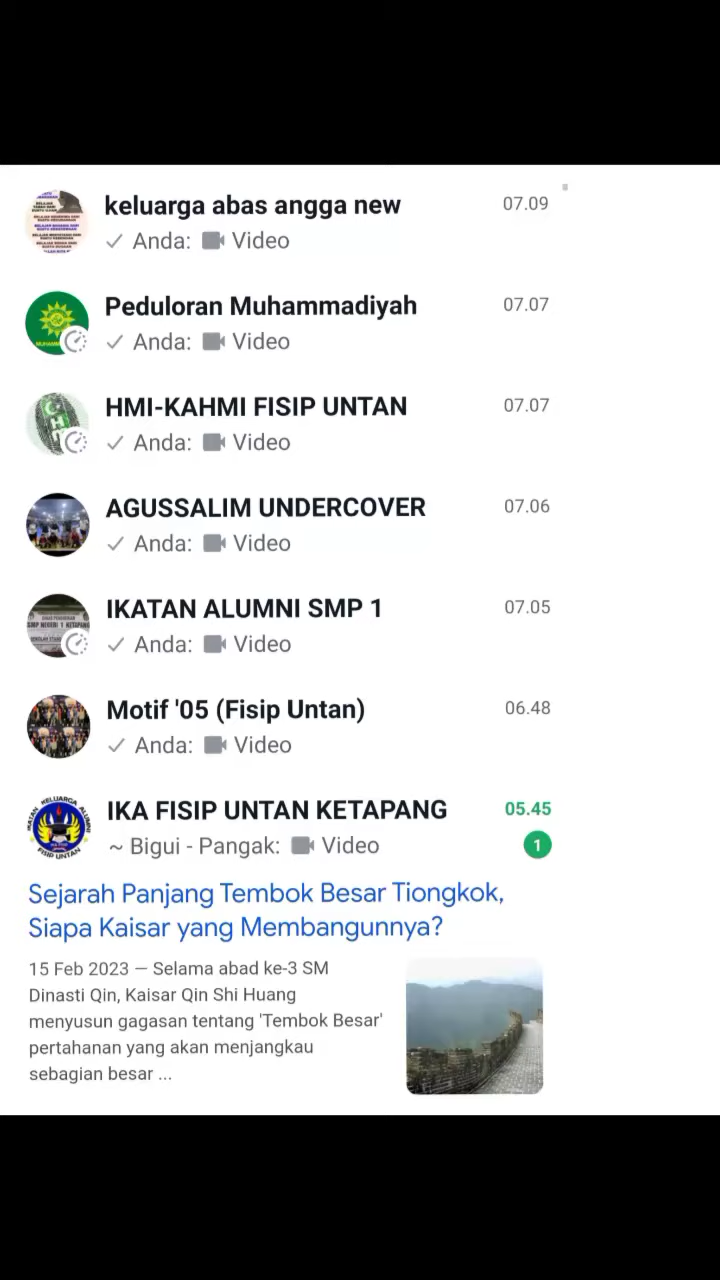 keluarga abas angga new
07.09
Anda: Video
Peduloran Muhammadiyah
07.07
Anda: Video
HMI-KAHMI FISIP UNTAN
07.07
Anda: Video
AGUSSALIM UNDERCOVER
07.06
Anda: Video
IKATAN ALUMNI SMP 1
07.05
Anda: Video
Motif '05 (Fisip Untan)
06.48
Anda: Video
IKA FISIP UNTAN KETAPANG
05.45
~ Bigui - Pangak: Video
1
Sejarah Panjang Tembok Besar Tiongkok,
Siapa Kaisar yang Membangunnya?
15 Feb 2023 — Selama abad ke-3 SM
Dinasti Qin, Kaisar Qin Shi Huang
menyusun gagasan tentang 'Tembok Besar'
pertahanan yang akan menjangkau
sebagian besar ...